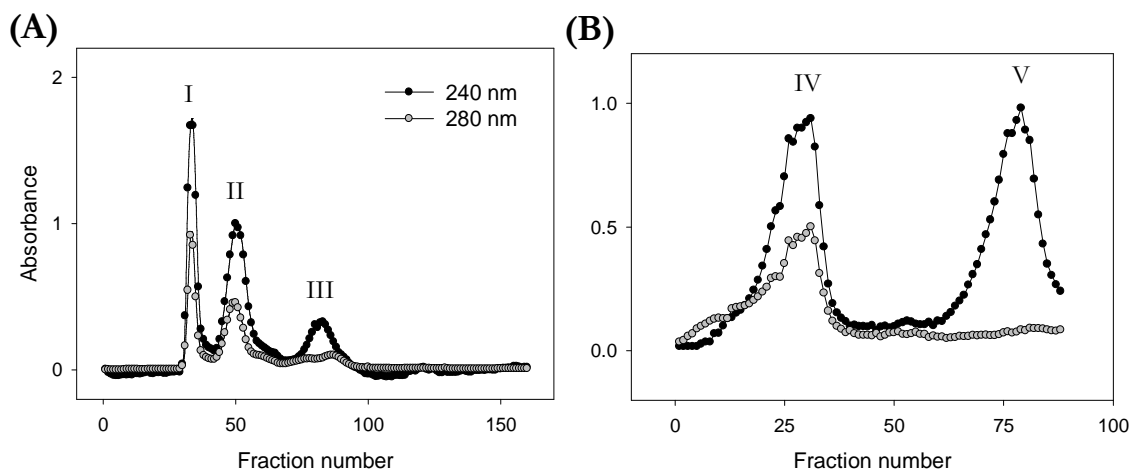 (A)
2
1
0
Absorbance
I
II
III
240 nm
280 nm
0 50 100 150
Fraction number
(B)
1.0
0.5
0.0
IV
V
0 25 50 75 100
Fraction number